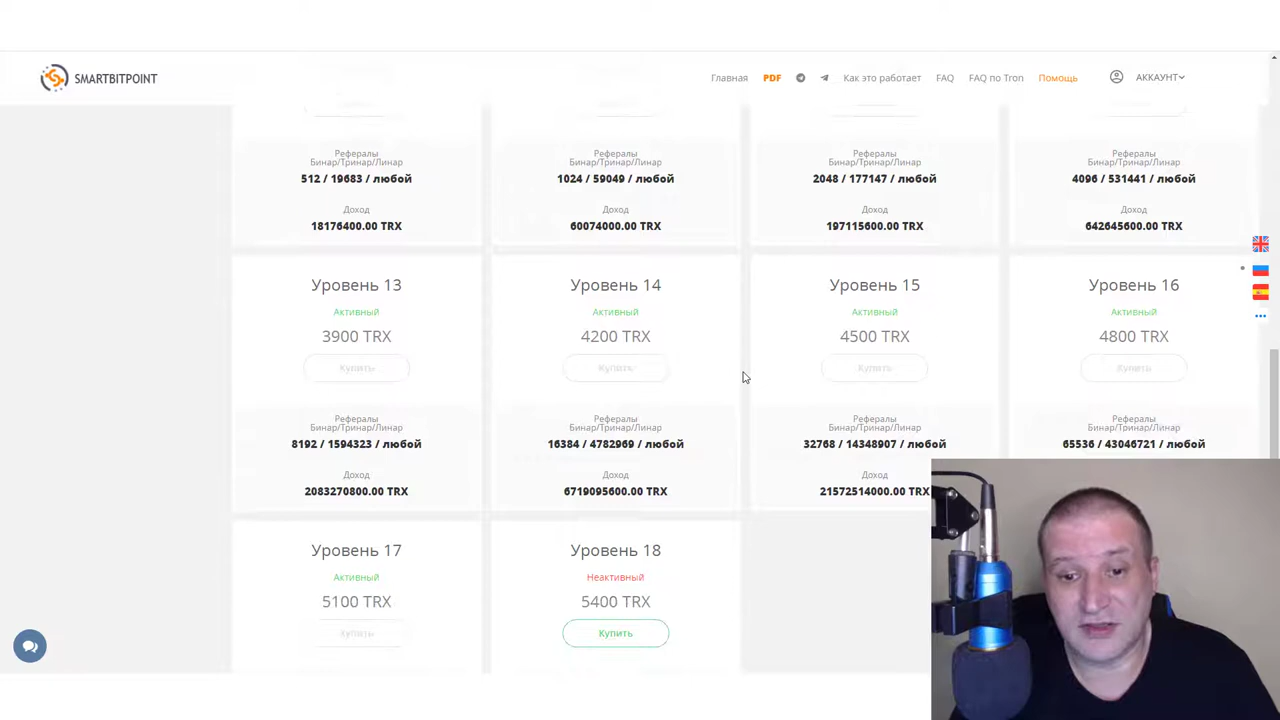 SMARTBITPOINT
Главная
PDF
Как это работает
FAQ
FAQ по Tron
Помощь
АККАУНТ
Рефералы
Бинар/Тринар/Линар
512 / 19683 / любой
Доход
18176400.00 TRX
Рефералы
Бинар/Тринар/Линар
1024 / 59049 / любой
Доход
60074000.00 TRX
Рефералы
Бинар/Тринар/Линар
2048 / 177147 / любой
Доход
197115600.00 TRX
Рефералы
Бинар/Тринар/Линар
4096 / 531441 / любой
Доход
642645600.00 TRX
Уровень 13
Активный
3900 TRX
Купить
Рефералы
Бинар/Тринар/Линар
8192 / 1594323 / любой
Доход
2083270800.00 TRX
Уровень 14
Активный
4200 TRX
Купить
Рефералы
Бинар/Тринар/Линар
16384 / 4782969 / любой
Доход
6719095600.00 TRX
Уровень 15
Активный
4500 TRX
Купить
Рефералы
Бинар/Тринар/Линар
32768 / 14348907 / любой
Доход
21572514000.00 TRX
Уровень 16
Активный
4800 TRX
Купить
Рефералы
Бинар/Тринар/Линар
65536 / 43046721 / любой
Уровень 17
Активный
5100 TRX
Купить
Уровень 18
Неактивный
5400 TRX
Купить